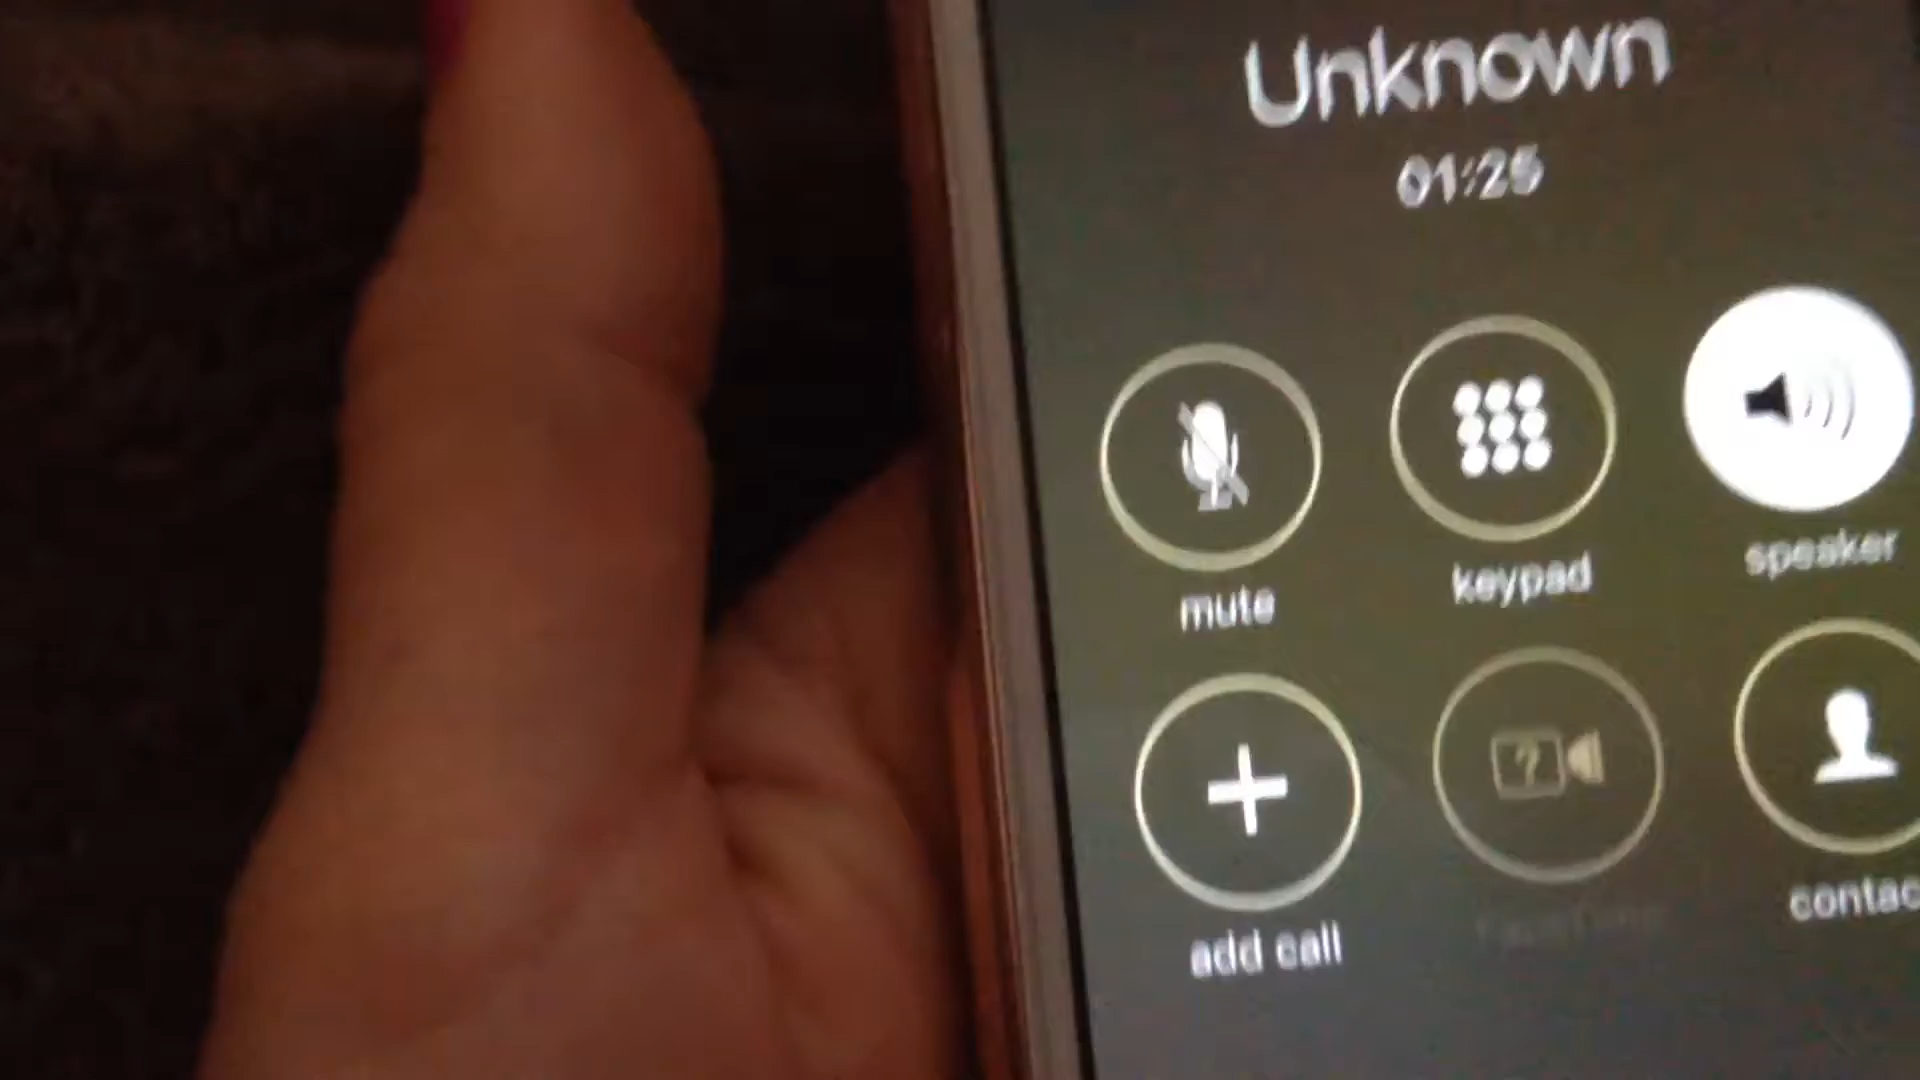 Unknown
01:25
mute
keypad
speaker
add call
contac